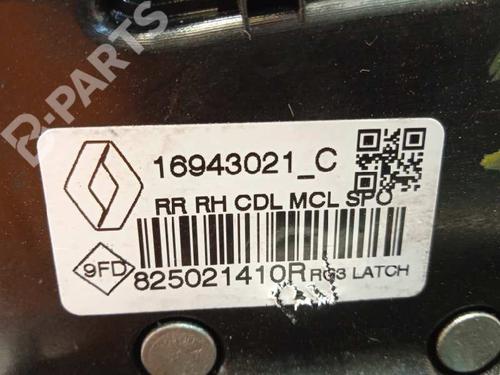 B-PARTS
16943021_C
RR RH CDL MCL SPO
9FD
825021410R RG3 LATCH